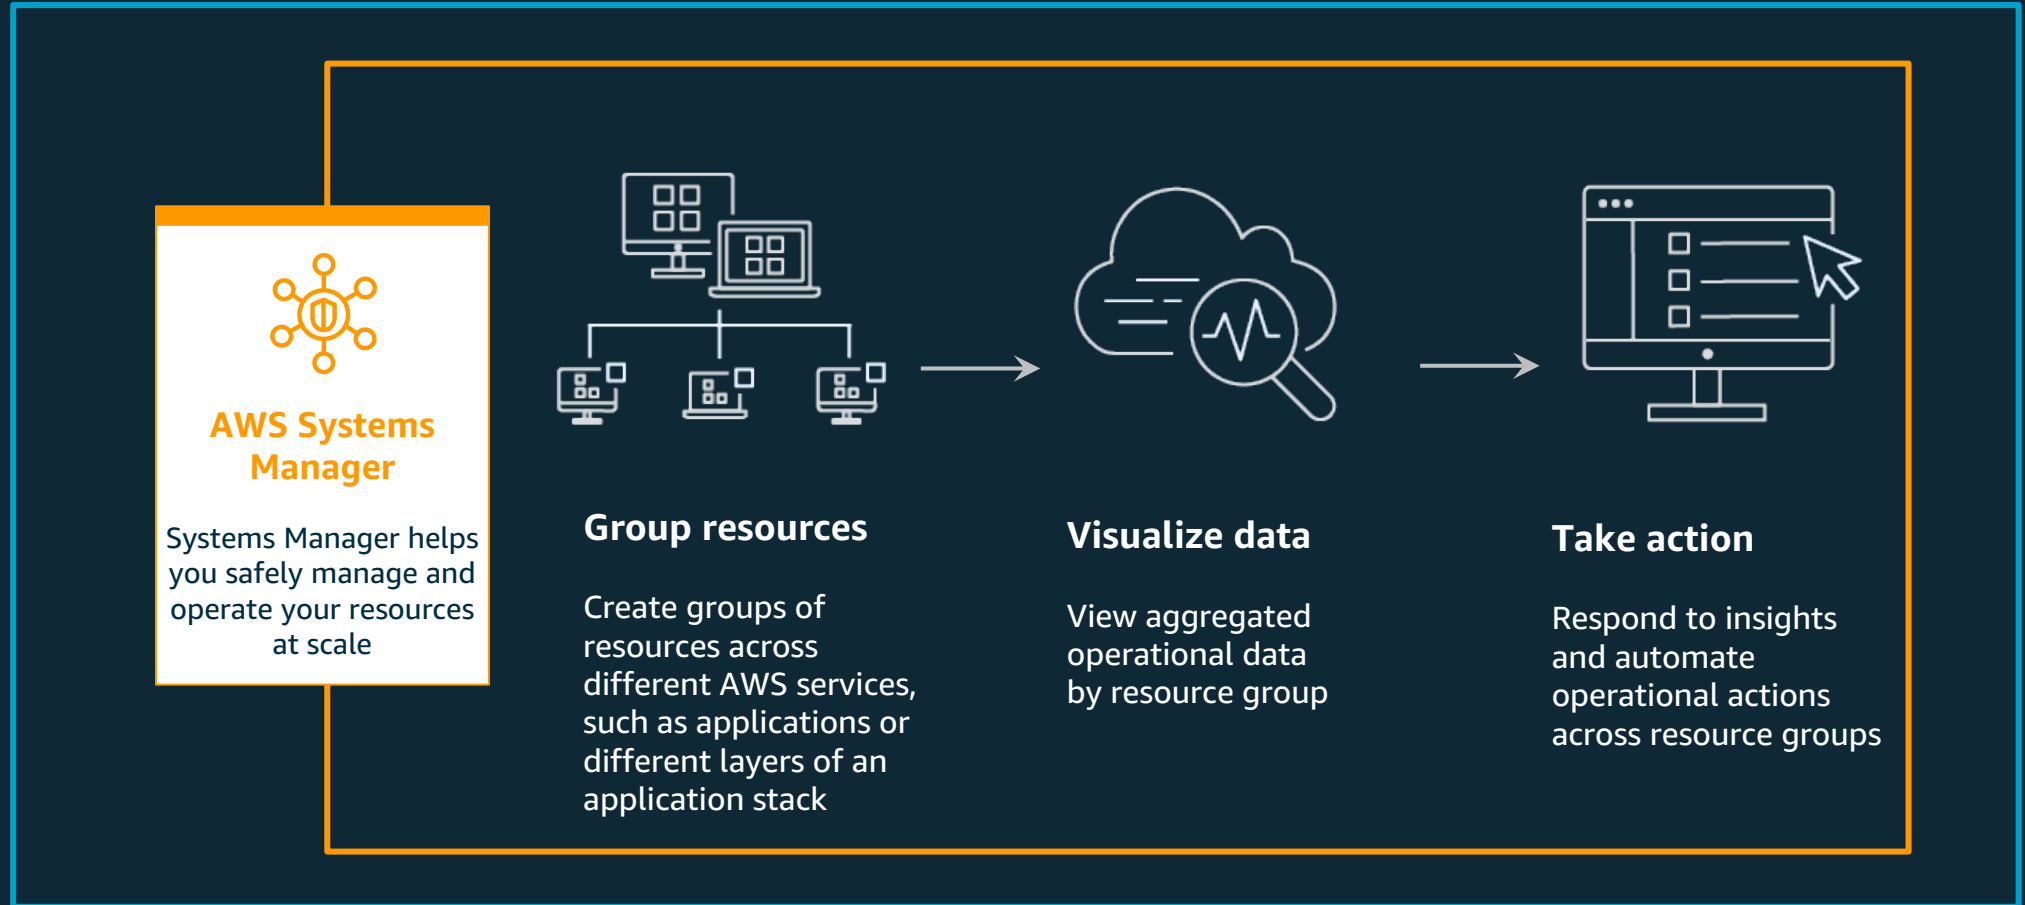 AWS Systems
Manager
Systems Manager helps
you safely manage and
operate your resources
at scale
Group resources
Create groups of
resources across
different AWS services,
such as applications or
different layers of an
application stack
Visualize data
View aggregated
operational data
by resource group
Take action
Respond to insights
and automate
operational actions
across resource groups